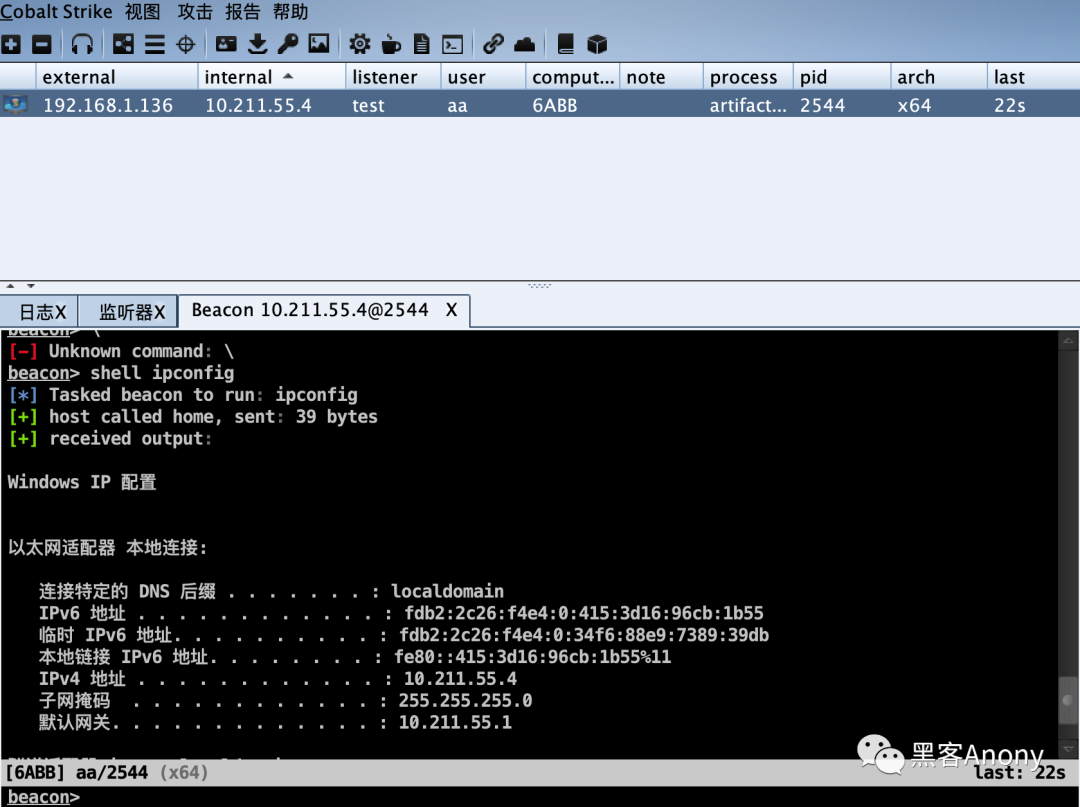 Cobalt Strike 视图 攻击 报告 帮助
external internal listener user comput... note process pid arch last
192.168.1.136 10.211.55.4 test aa 6ABB artifact... 2544 x64 22s
日志X 监听器X Beacon 10.211.55.4@2544 X
beacon> \
[-] Unknown command: \
beacon> shell ipconfig
[*] Tasked beacon to run: ipconfig
[+] host called home, sent: 39 bytes
[+] received output:
Windows IP 配置
以太网适配器 本地连接:
连接特定的 DNS 后缀 . . . . . . . : localdomain
IPv6 地址 . . . . . . . . . . . . : fdb2:2c26:f4e4:0:415:3d16:96cb:1b55
临时 IPv6 地址. . . . . . . . . . : fdb2:2c26:f4e4:0:34f6:88e9:7389:39db
本地链接 IPv6 地址. . . . . . . . : fe80::415:3d16:96cb:1b55%11
IPv4 地址 . . . . . . . . . . . . : 10.211.55.4
子网掩码 . . . . . . . . . . . . : 255.255.255.0
默认网关. . . . . . . . . . . . . : 10.211.55.1
黑客Anony
[6ABB] aa/2544 (x64) last: 22s
beacon>